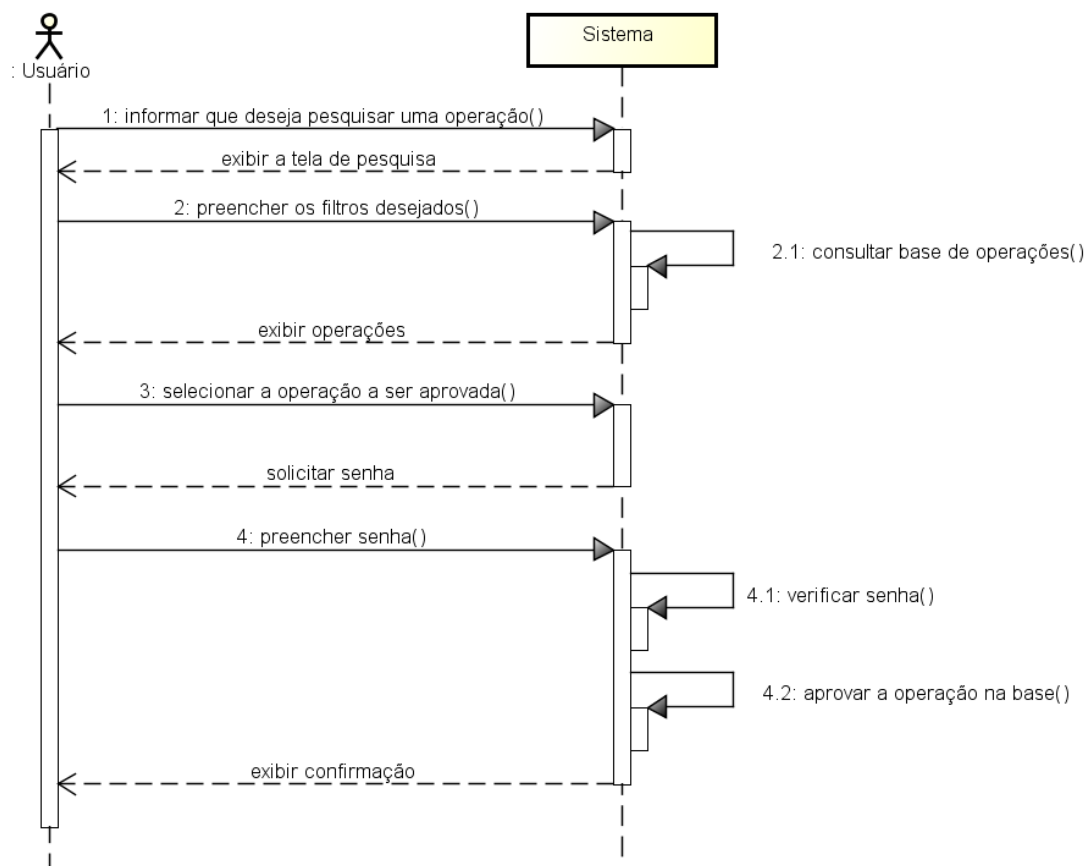 Sistema
: Usuário
1: informar que deseja pesquisar uma operação()
exibir a tela de pesquisa
2: preencher os filtros desejados()
2.1: consultar base de operações()
exibir operações
3: selecionar a operação a ser aprovada()
solicitar senha
4: preencher senha()
4.1: verificar senha()
4.2: aprovar a operação na base()
exibir confirmação